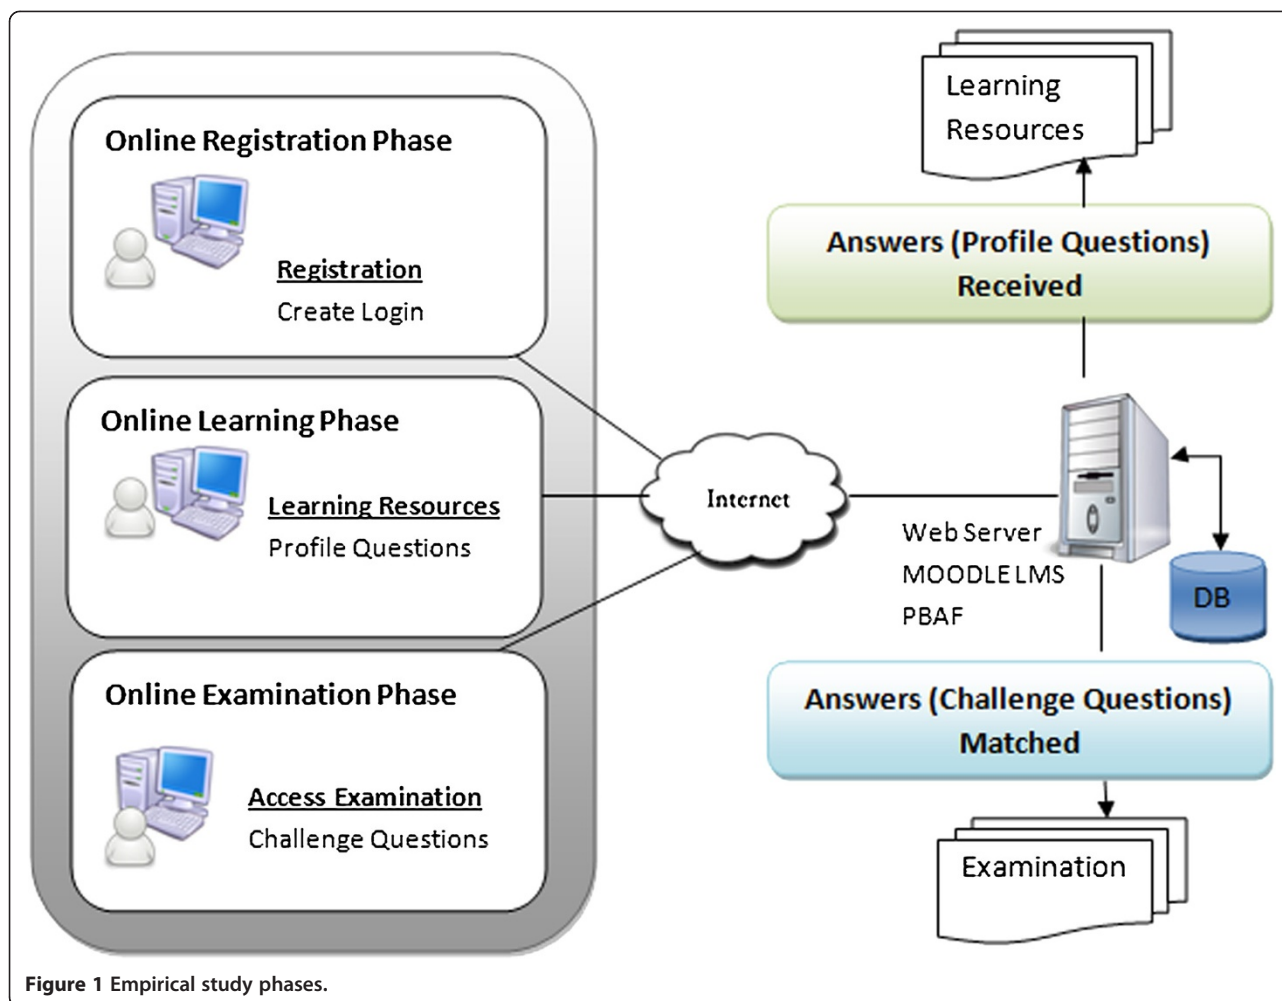 Online Registration Phase
Registration
Create Login
Online Learning Phase
Learning Resources
Profile Questions
Online Examination Phase
Access Examination
Challenge Questions
Internet
Learning
Resources
Answers (Profile Questions)
Received
Web Server
MOODLE LMS
PBAF
DB
Answers (Challenge Questions)
Matched
Examination
Figure 1 Empirical study phases.